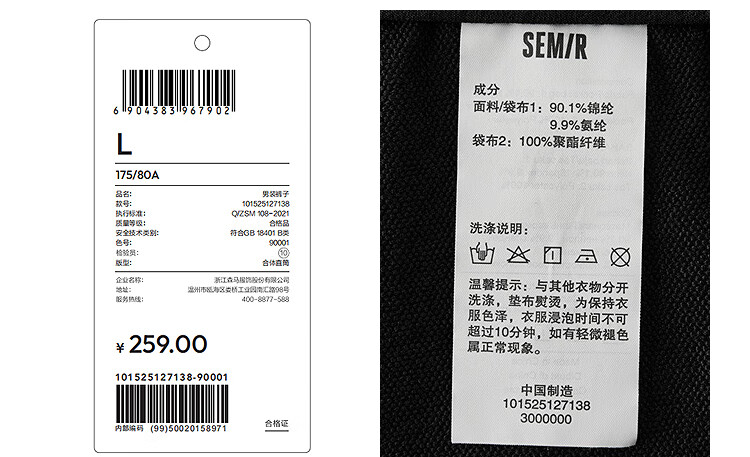 6 904383 967902
L
175/80A
品名: 男装裤子
款号: 101525127138
执行标准: Q/ZSM 108-2021
质量等级: 合格品
安全技术类别: 符合GB 18401 B类
色号: 90001
检验员: 10
版型: 合体直筒
企业名称: 浙江森马服饰股份有限公司
地址: 温州市瓯海区娄桥工业园南汇路98号
服务热线: 400-8877-588
¥ 259.00
101525127138-90001
内部编码 (99)50020158971
合格证
SEM/R
成分
面料/袋布1: 90.1%锦纶
9.9%氨纶
袋布2: 100%聚酯纤维
洗涤说明:
温馨提示: 与其他衣物分开
洗涤, 垫布熨烫, 为保持衣
服色泽, 衣服浸泡时间不可
超过10分钟, 如有轻微褪色
属正常现象。
中国制造
101525127138
3000000